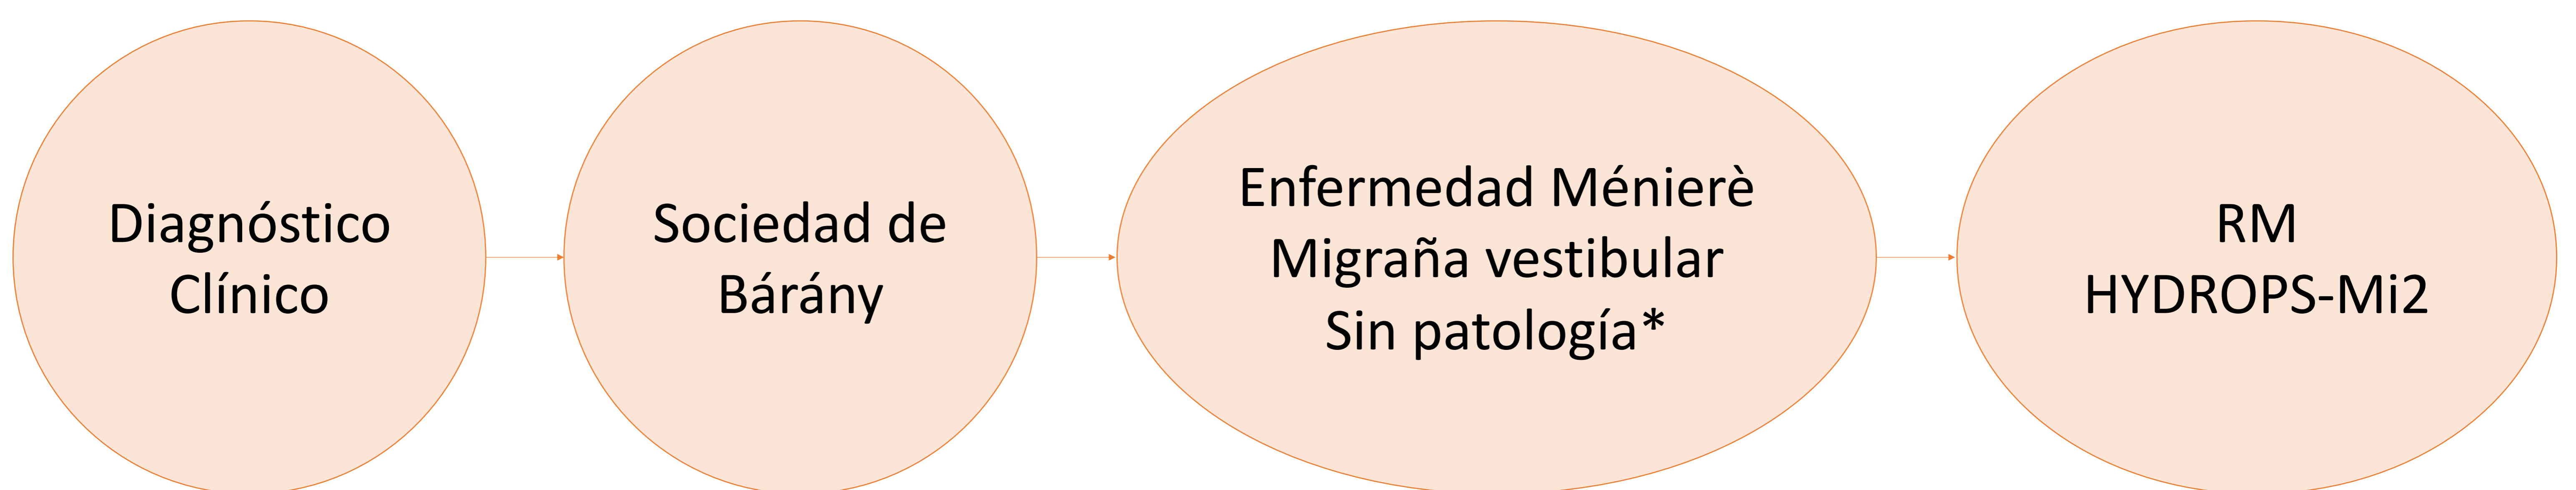 Diagnóstico
Clínico
Sociedad de
Bárány
Enfermedad Ménierè
Migraña vestibular
Sin patología*
RM
HYDROPS-Mi2